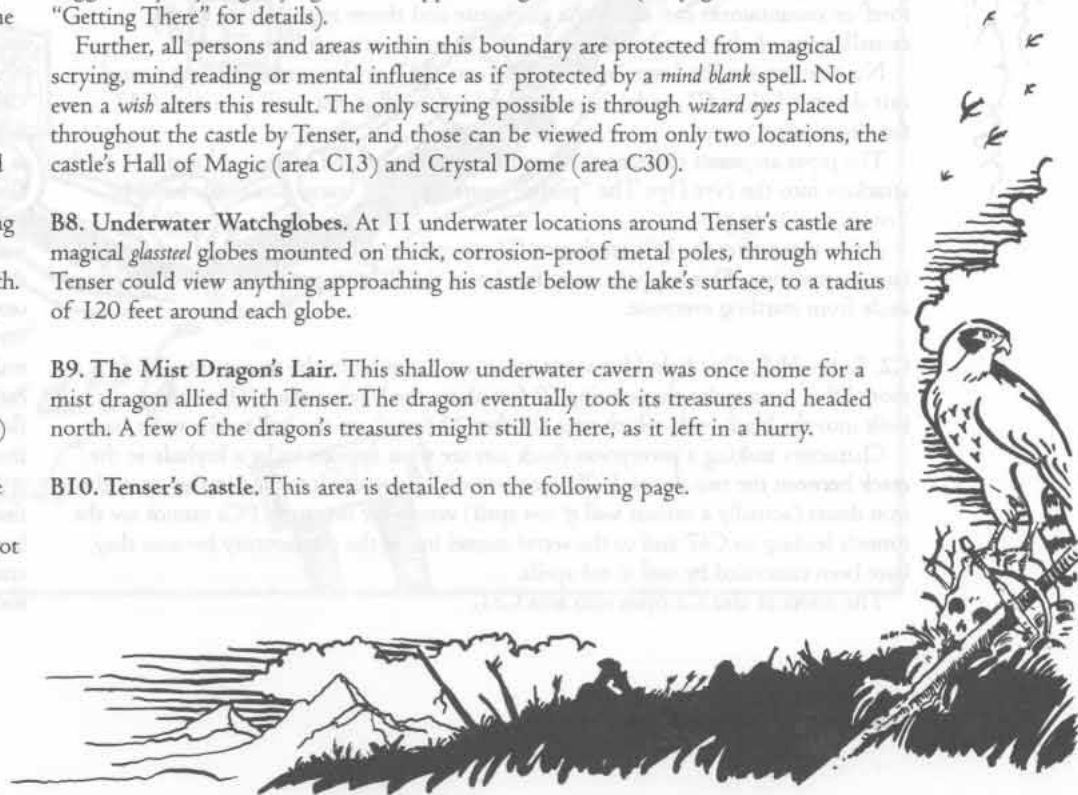 "Getting There" for details).
Further, all persons and areas within this boundary are protected from magical
scrying, mind reading or mental influence as if protected by a mind blank spell. Not
even a wish alters this result. The only scrying possible is through wizard eyes placed
throughout the castle by Tenser, and those can be viewed from only two locations, the
castle's Hall of Magic (area C13) and Crystal Dome (area C30).
B8. Underwater Watchglobes. At 11 underwater locations around Tenser's castle are
magical glassteel globes mounted on thick, corrosion-proof metal poles, through which
Tenser could view anything approaching his castle below the lake's surface, to a radius
of 120 feet around each globe.
B9. The Mist Dragon's Lair. This shallow underwater cavern was once home for a
mist dragon allied with Tenser. The dragon eventually took its treasures and headed
north. A few of the dragon's treasures might still lie here, as it left in a hurry.
B10. Tenser's Castle. This area is detailed on the following page.